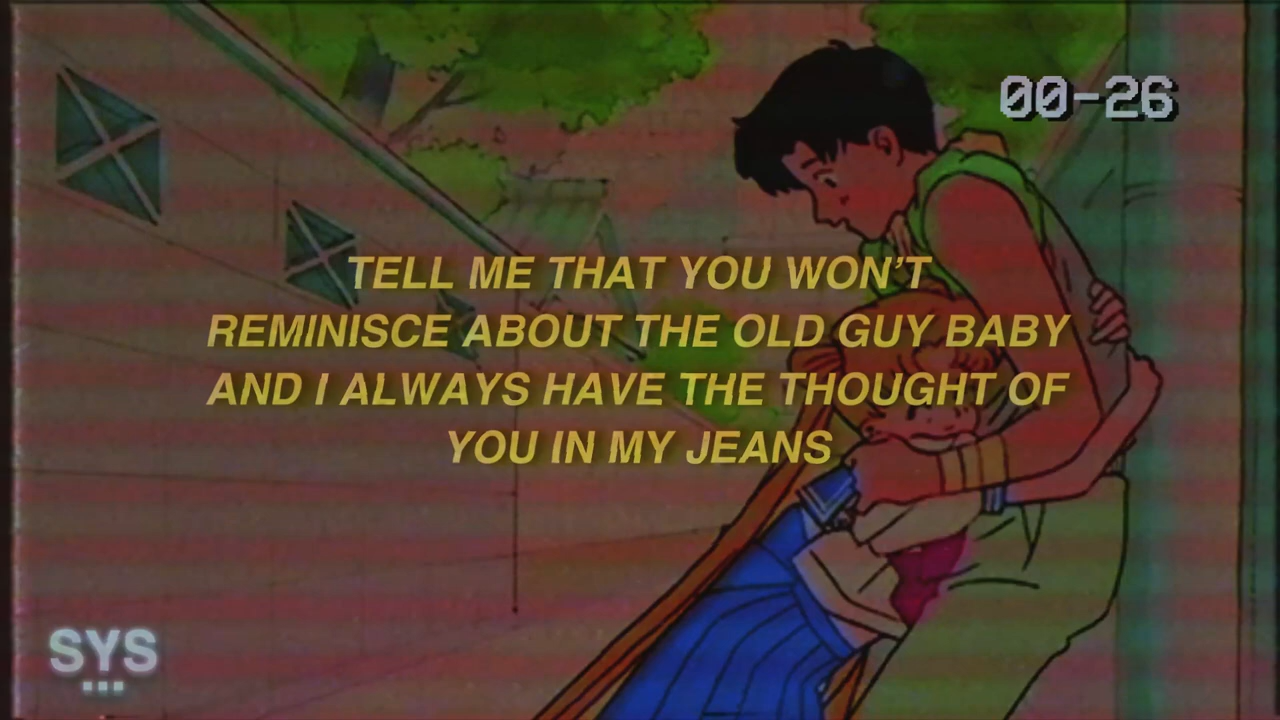 00-26
TELL ME THAT YOU WON'T
REMINISCE ABOUT THE OLD GUY BABY
AND I ALWAYS HAVE THE THOUGHT OF
YOU IN MY JEANS
SYS